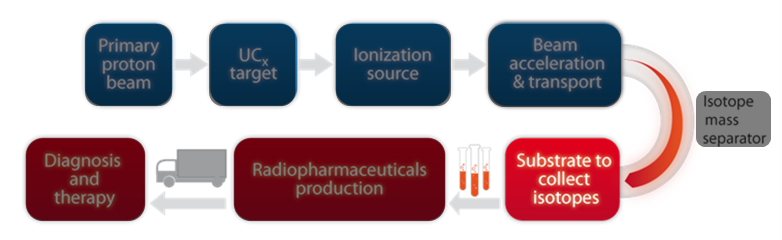 Primary
proton
beam
UCx
target
Ionization
source
Beam
acceleration
& transport
Isotope
mass
separator
Substrate to
collect
isotopes
Radiopharmaceuticals
production
Diagnosis
and
therapy